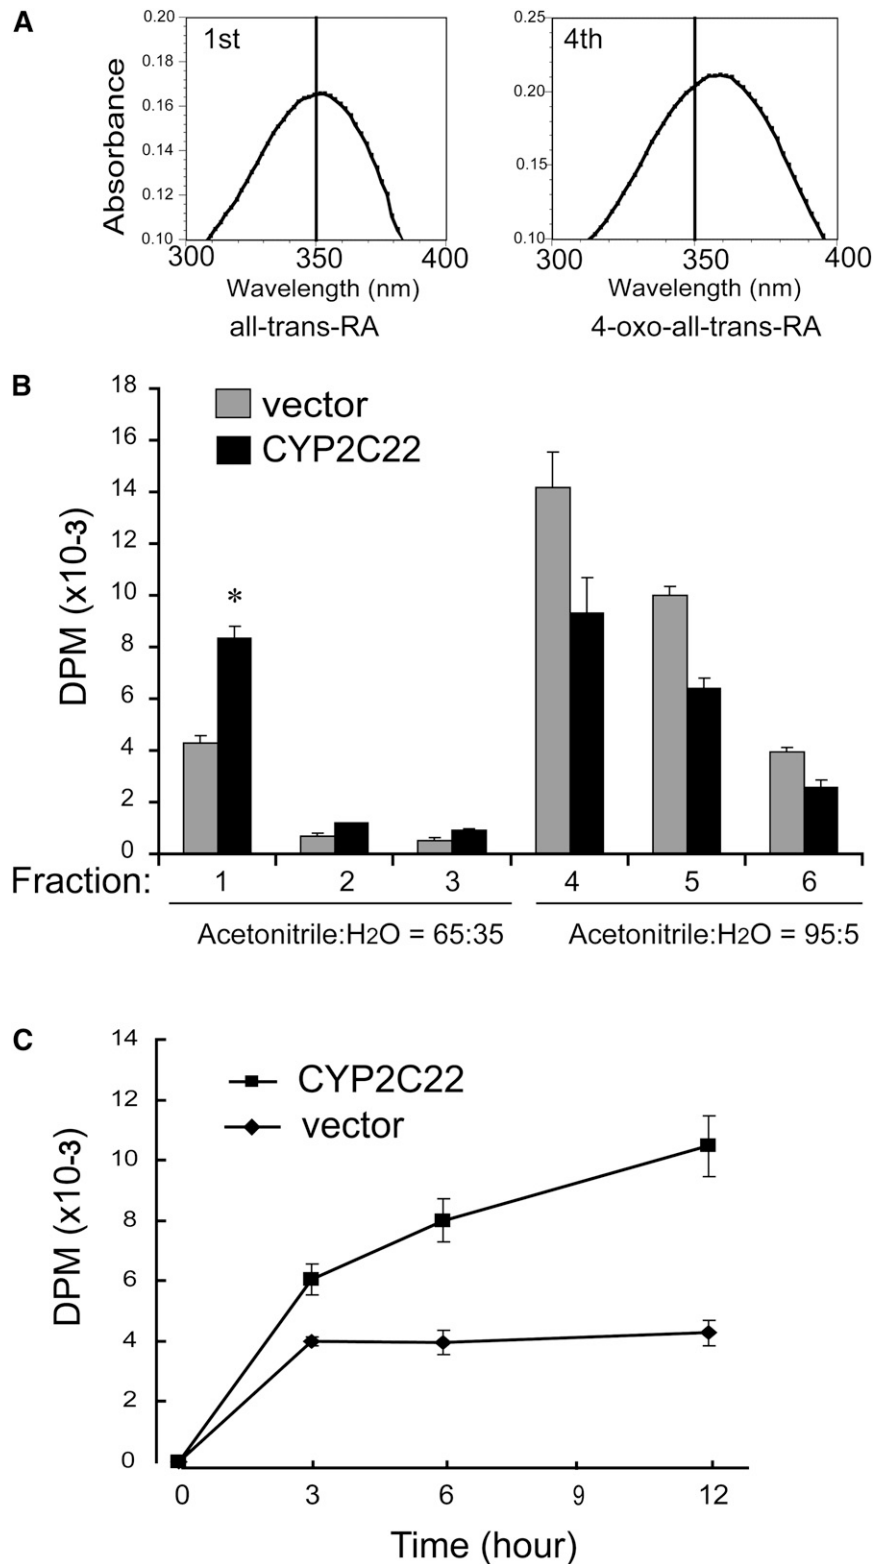 A
1st
4th
Absorbance
0.20
0.18
0.16
0.14
0.12
0.10
300
350
400
Wavelength (nm)
all-trans-RA
0.25
0.20
0.15
0.10
300
350
400
Wavelength (nm)
4-oxo-all-trans-RA
B
vector
CYP2C22
DPM (x10-3)
18
16
14
12
10
8
6
4
2
0
*
Fraction: 1 2 3 4 5 6
Acetonitrile:H2O = 65:35
Acetonitrile:H2O = 95:5
C
CYP2C22
vector
DPM (x10-3)
14
12
10
8
6
4
2
0
0 3 6 9 12
Time (hour)